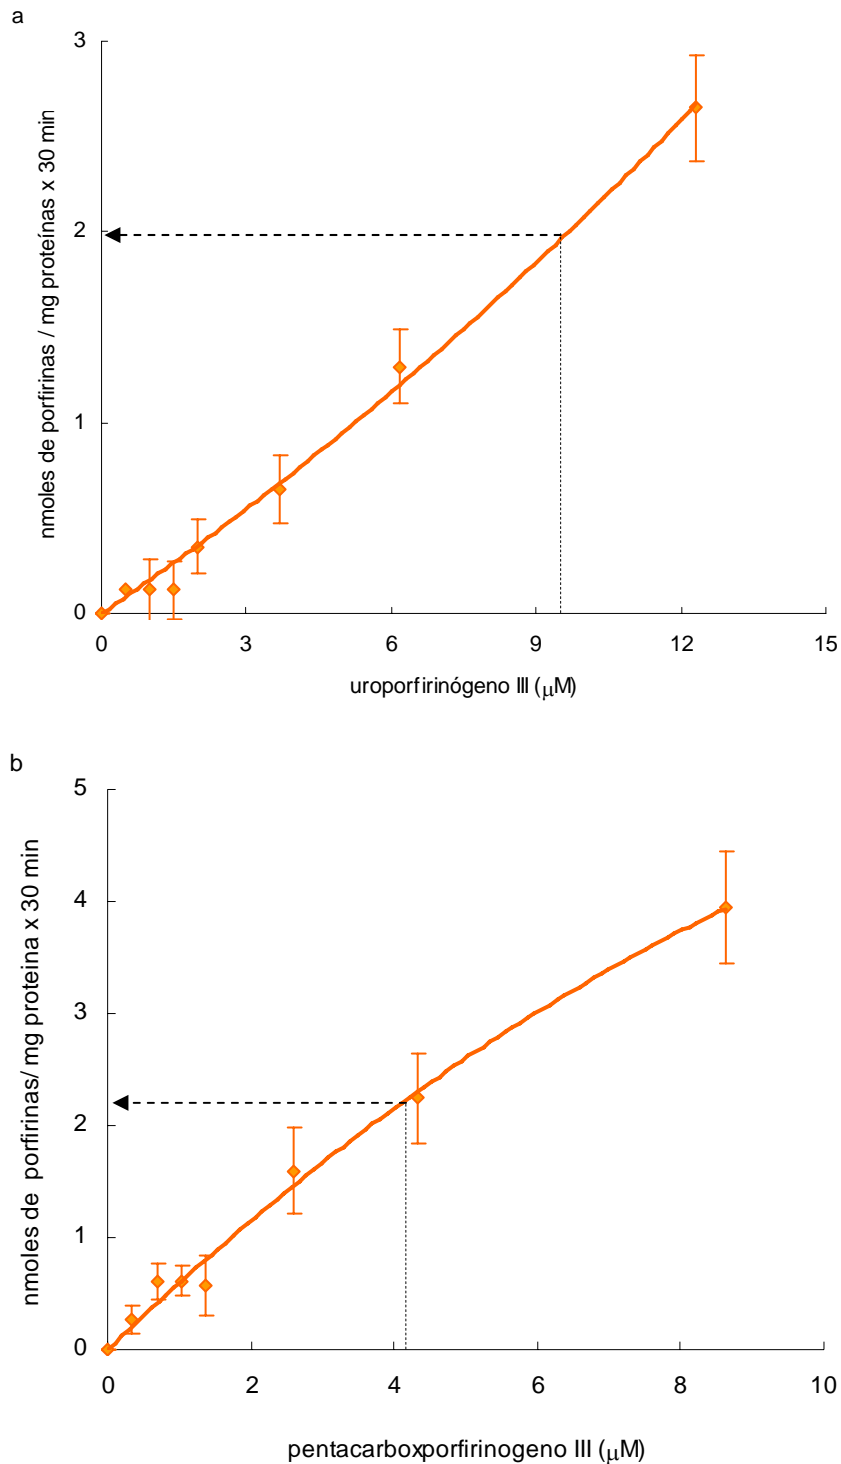 a
nmoles de porfirinas / mg proteínas x 30 min
3
2
1
0
0 3 6 9 12 15
uroporfirinógeno III (μM)
b
nmoles de porfirinas/ mg proteina x 30 min
5
4
3
2
1
0
0 2 4 6 8 10
pentacarboxporfirinogeno III (μM)